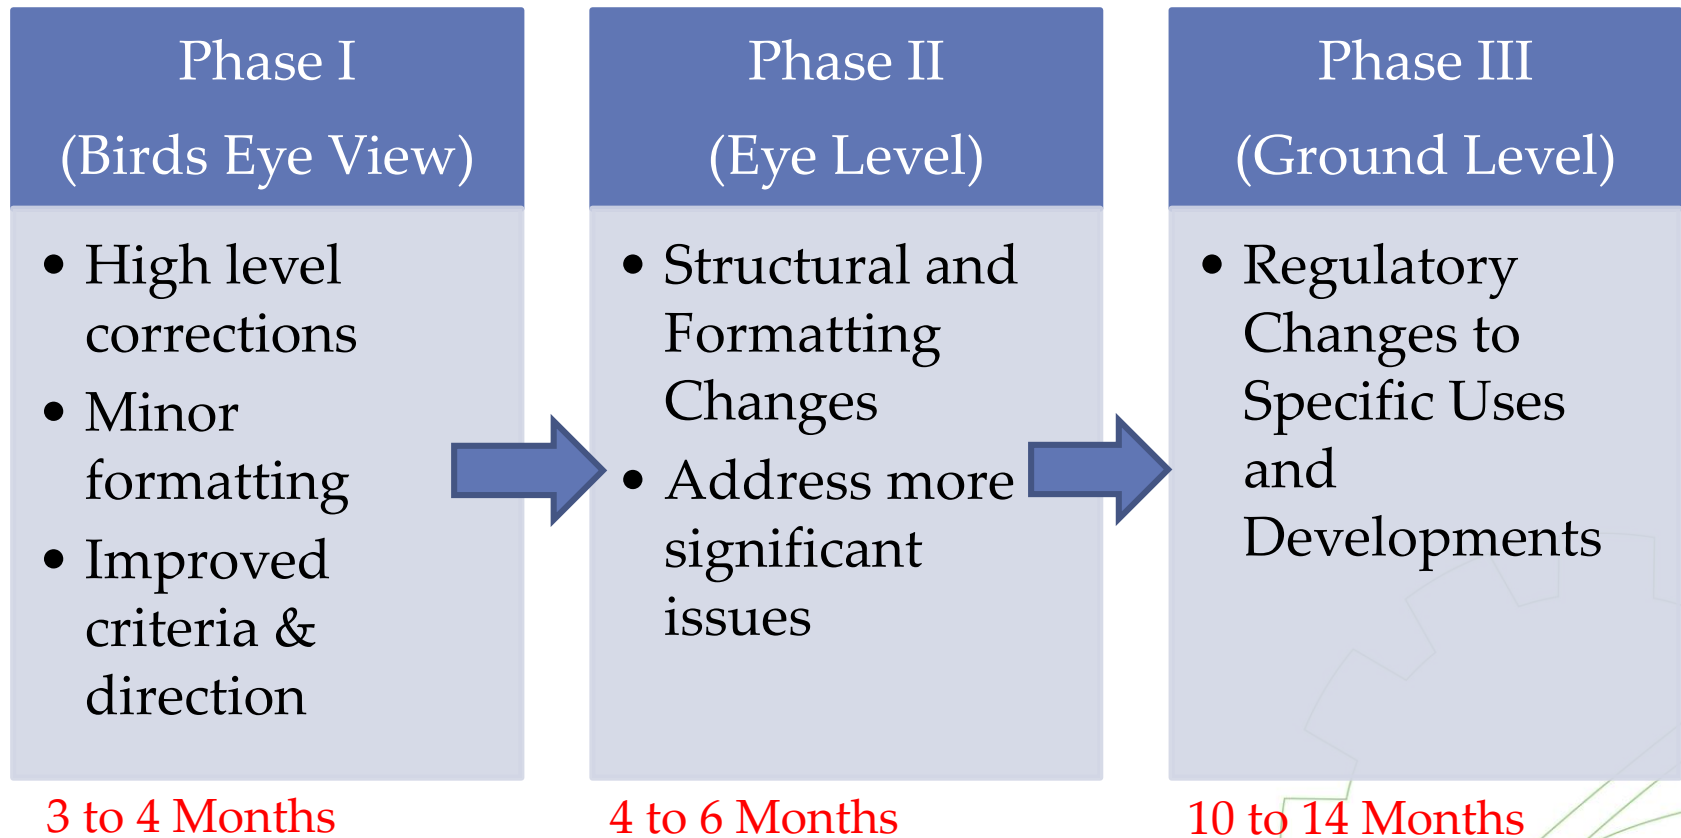 Phase I
(Birds Eye View)
• High level
corrections
• Minor
formatting
• Improved
criteria &
direction
3 to 4 Months
Phase II
(Eye Level)
• Structural and
Formatting
Changes
• Address more
significant
issues
4 to 6 Months
Phase III
(Ground Level)
• Regulatory
Changes to
Specific Uses
and
Developments
10 to 14 Months